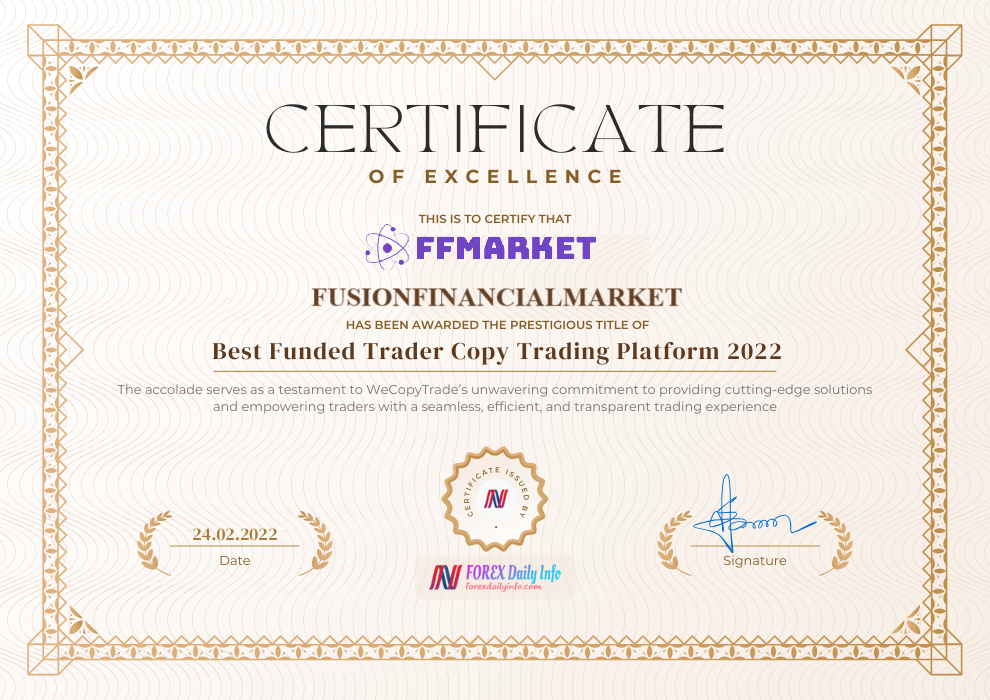 CERTIFICATE
OF EXCELLENCE
THIS IS TO CERTIFY THAT
FFMARKET
FUSIONFINANCIALMARKET
HAS BEEN AWARDED THE PRESTIGIOUS TITLE OF
Best Funded Trader Copy Trading Platform 2022
The accolade serves as a testament to WeCopyTrade's unwavering commitment to providing cutting-edge solutions
and empowering traders with a seamless, efficient, and transparent trading experience
CERTIFICATE ISSUED BY
24.02.2022
Date
Signature
FOREX Daily Info
forexdailyinfo.com